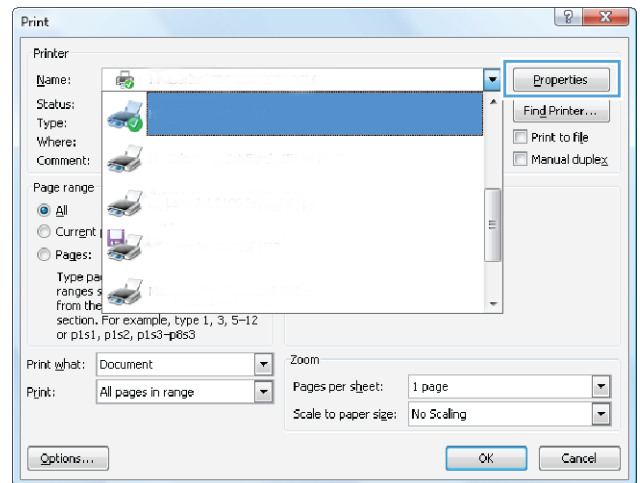 Print
Printer
Name:
Properties
Status:
Find Printer...
Type:
Print to file
Where:
Comment:
Manual duplex
Page range
All
Current
Pages:
Type
ranges
from the
section. For example, type 1, 3, 5–12
or p1s1, p1s2, p1s3–p8s3
Print what: Document
Print: All pages in range
Zoom
Pages per sheet: 1 page
Scale to paper size: No Scaling
Options...
OK
Cancel